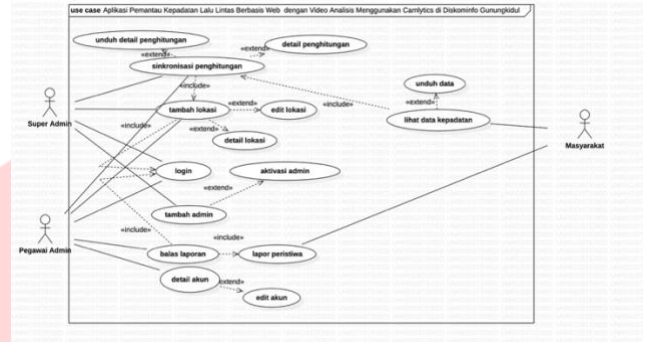 use case Aplikasi Pemantau Kepadatan Lalu Lintas Berbasis Web dengan Video Analisis Menggunakan Camlytics di Diskominfo Gunungkidul
unduh detail penghitungan
detail penghitungan
«extend»
«extend»
sinkronisasi penghitungan
unduh data
«include»
«extend»
tambah lokasi
«extend»
edit lokasi
«include»
lihat data kepadatan
Super Admin
«include»
«extend»
detail lokasi
Masyarakat
login
aktivasi admin
«extend»
tambah admin
«include»
«include»
Pegawai Admin
balas laporan
lapor peristiwa
detail akun
«extend»
edit akun